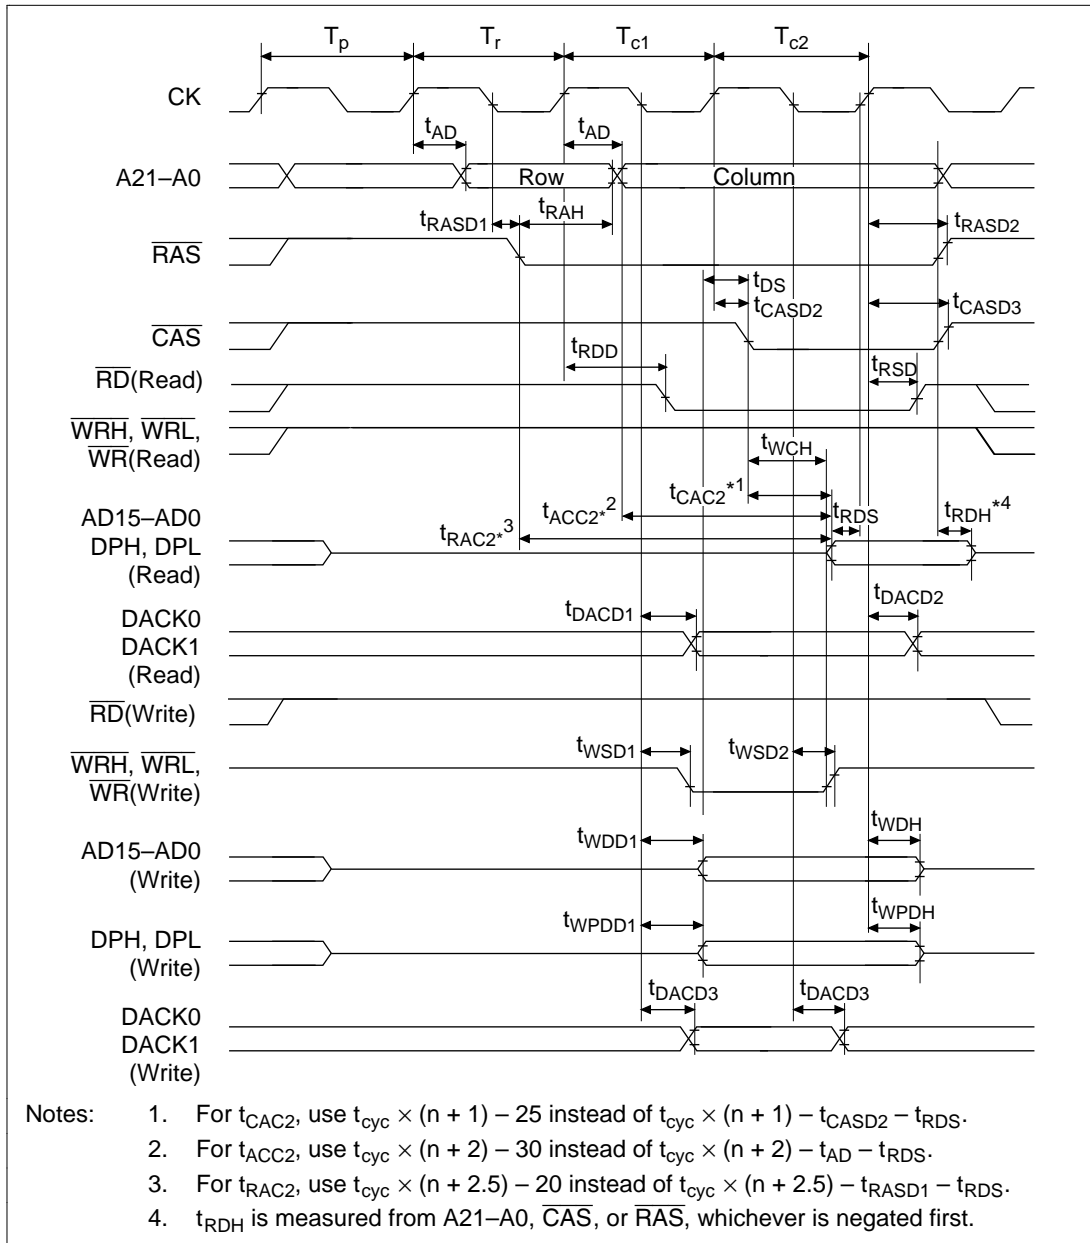 Tp Tr Tc1 Tc2
CK
tAD tAD
A21–A0 Row Column
tRASD1 tRAH tRASD2
RAS
tDS
tCASD2 tCASD3
CAS
tRDD tRSD
RD(Read)
WRH, WRL,
WR(Read)
tWCH
tCAC2*1
tACC2*2 tRDS tRDH*4
tRAC2*3
AD15–AD0
DPH, DPL
(Read)
tDACD1 tDACD2
DACK0
DACK1
(Read)
RD(Write)
tWSD1 tWSD2
WRH, WRL,
WR(Write)
tWDD1 tWDH
AD15–AD0
(Write)
tWPDD1 tWPDH
DPH, DPL
(Write)
tDACD3 tDACD3
DACK0
DACK1
(Write)
Notes: 1. For tCAC2, use tcyc × (n + 1) – 25 instead of tcyc × (n + 1) – tCASD2 – tRDS.
2. For tACC2, use tcyc × (n + 2) – 30 instead of tcyc × (n + 2) – tAD – tRDS.
3. For tRAC2, use tcyc × (n + 2.5) – 20 instead of tcyc × (n + 2.5) – tRASD1 – tRDS.
4. tRDH is measured from A21–A0, CAS, or RAS, whichever is negated first.